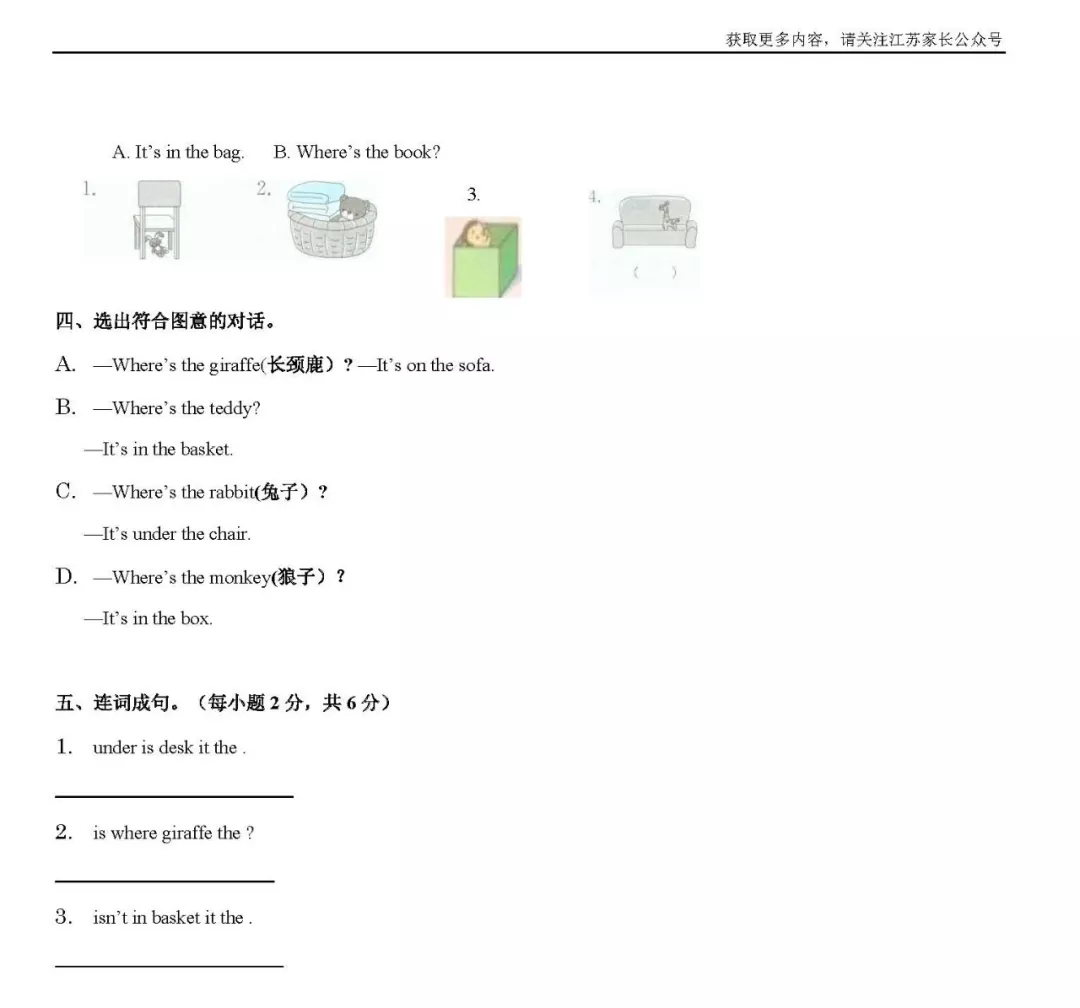 获取更多内容，请关注江苏家长公众号
A. It’s in the bag. B. Where’s the book?
1. 2. 3. 4.
( )
四、选出符合图意的对话。
A. —Where’s the giraffe(长颈鹿）? —It’s on the sofa.
B. —Where’s the teddy?
—It’s in the basket.
C. —Where’s the rabbit(兔子）?
—It’s under the chair.
D. —Where’s the monkey(狼子）?
—It’s in the box.
五、连词成句。（每小题 2 分，共 6 分）
1. under is desk it the .
2. is where giraffe the ?
3. isn’t in basket it the .